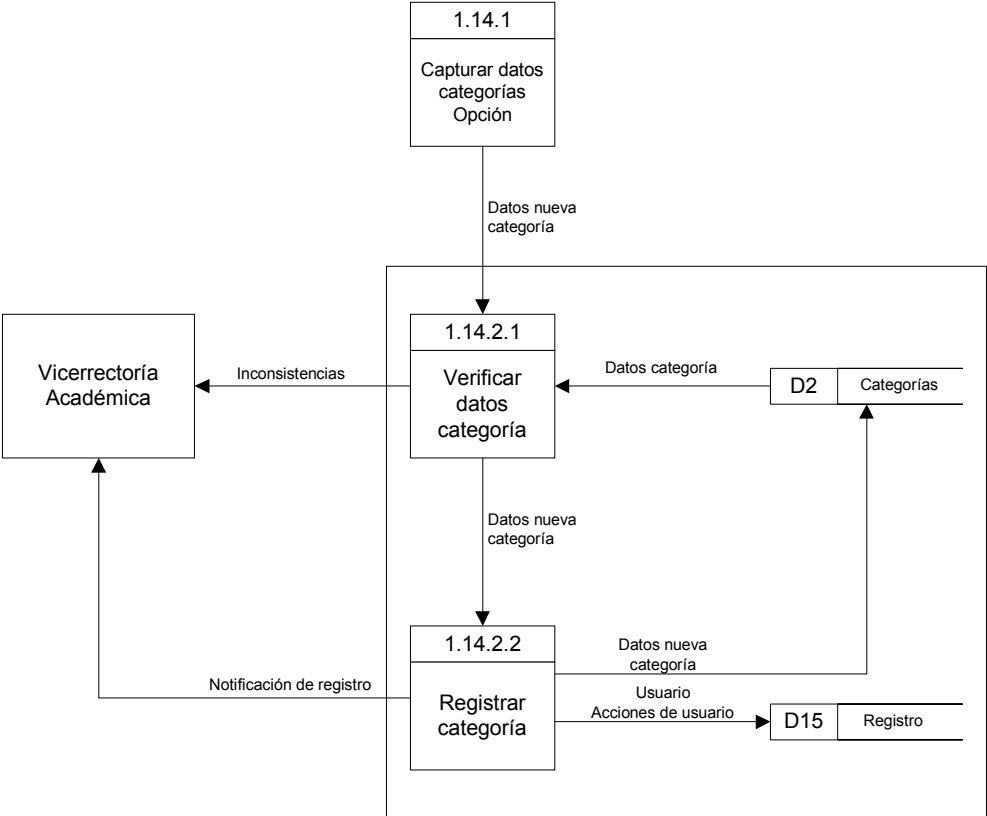 1.14.1
Capturar datos
categorías
Opción
Datos nueva
categoría
1.14.2.1
Verificar
datos
categoría
Vicerrectoría
Académica
Inconsistencias
Datos categoría
D2
Categorías
Datos nueva
categoría
1.14.2.2
Registrar
categoría
Notificación de registro
Datos nueva
categoría
Usuario
Acciones de usuario
D15
Registro